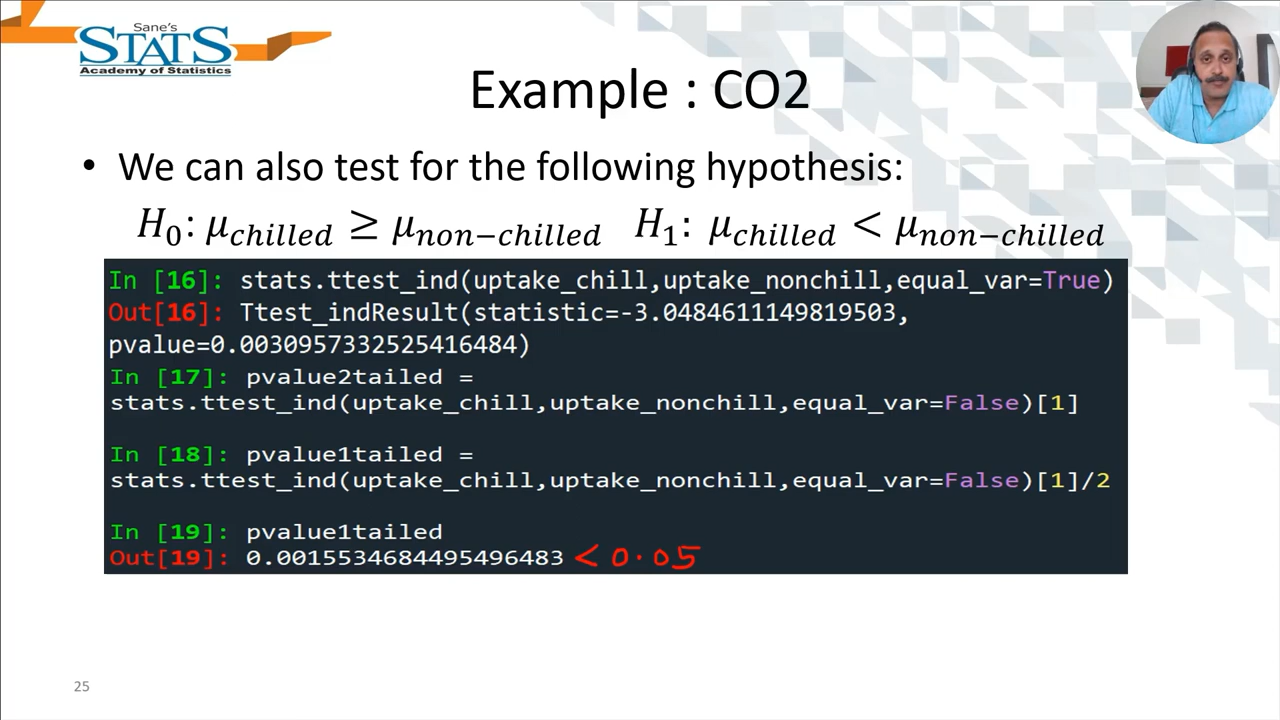 Sane's
STATS
Academy of Statistics
Example : CO2
• We can also test for the following hypothesis:
H₀: μ_chilled ≥ μ_non−chilled H₁: μ_chilled < μ_non−chilled
In [16]: stats.ttest_ind(uptake_chill,uptake_nonchill,equal_var=True)
Out[16]: Ttest_indResult(statistic=-3.0484611149819503,
pvalue=0.0030957332525416484)
In [17]: pvalue2tailed =
stats.ttest_ind(uptake_chill,uptake_nonchill,equal_var=False)[1]
In [18]: pvalue1tailed =
stats.ttest_ind(uptake_chill,uptake_nonchill,equal_var=False)[1]/2
In [19]: pvalue1tailed
Out[19]: 0.0015534684495496483 < 0.05
25